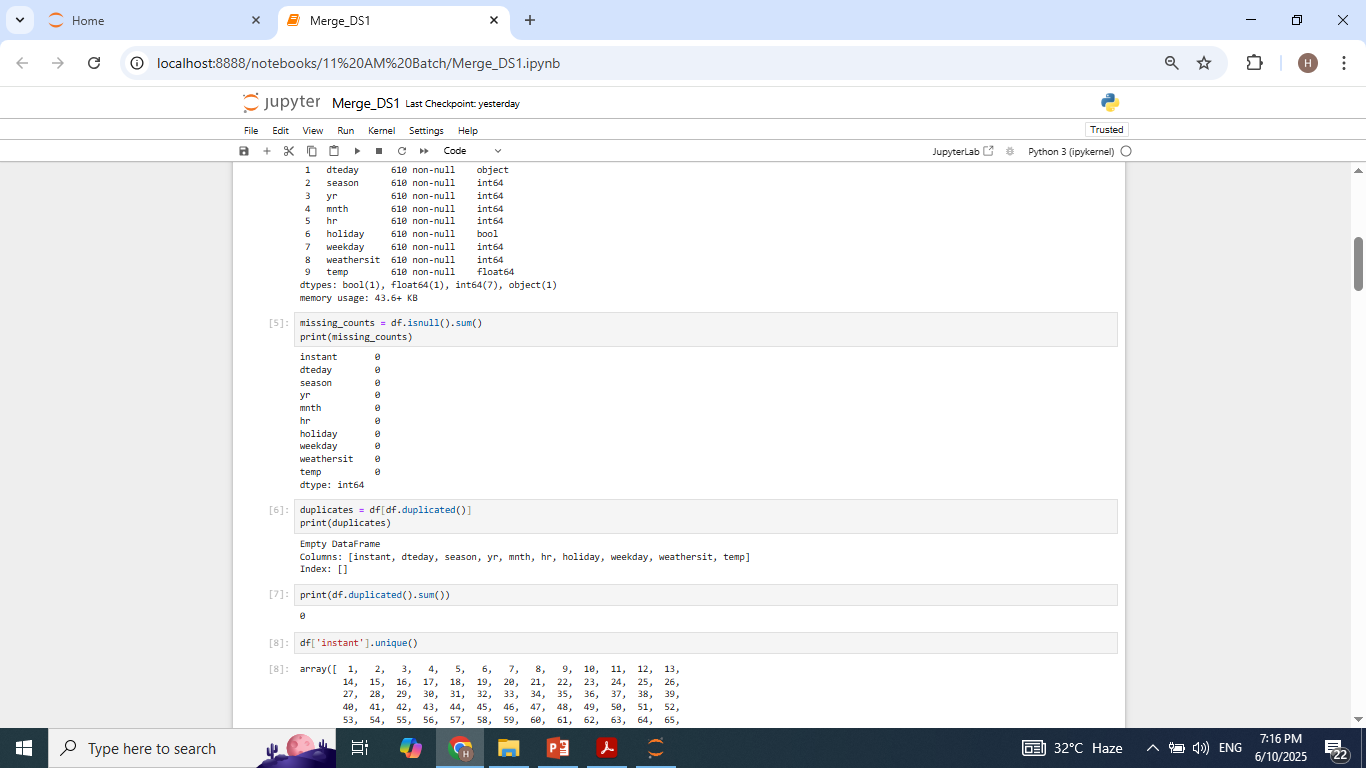 Home
Merge_DS1
localhost:8888/notebooks/11%20AM%20Batch/Merge_DS1.ipynb
H
jupyter Merge_DS1 Last Checkpoint: yesterday
File Edit View Run Kernel Settings Help
Trusted
Code
JupyterLab
Python 3 (ipykernel)
1 dteday 610 non-null object
2 season 610 non-null int64
3 yr 610 non-null int64
4 mnth 610 non-null int64
5 hr 610 non-null int64
6 holiday 610 non-null bool
7 weekday 610 non-null int64
8 weathersit 610 non-null int64
9 temp 610 non-null float64
dtypes: bool(1), float64(1), int64(7), object(1)
memory usage: 43.6+ KB
[5]: missing_counts = df.isnull().sum()
print(missing_counts)
instant 0
dteday 0
season 0
yr 0
mnth 0
hr 0
holiday 0
weekday 0
weathersit 0
temp 0
dtype: int64
[6]: duplicates = df[df.duplicated()]
print(duplicates)
Empty DataFrame
Columns: [instant, dteday, season, yr, mnth, hr, holiday, weekday, weathersit, temp]
Index: []
[7]: print(df.duplicated().sum())
0
[8]: df['instant'].unique()
[8]: array([ 1, 2, 3, 4, 5, 6, 7, 8, 9, 10, 11, 12, 13,
14, 15, 16, 17, 18, 19, 20, 21, 22, 23, 24, 25, 26,
27, 28, 29, 30, 31, 32, 33, 34, 35, 36, 37, 38, 39,
40, 41, 42, 43, 44, 45, 46, 47, 48, 49, 50, 51, 52,
53, 54, 55, 56, 57, 58, 59, 60, 61, 62, 63, 64, 65,
Type here to search
32°C Haze
ENG
7:16 PM
6/10/2025
22